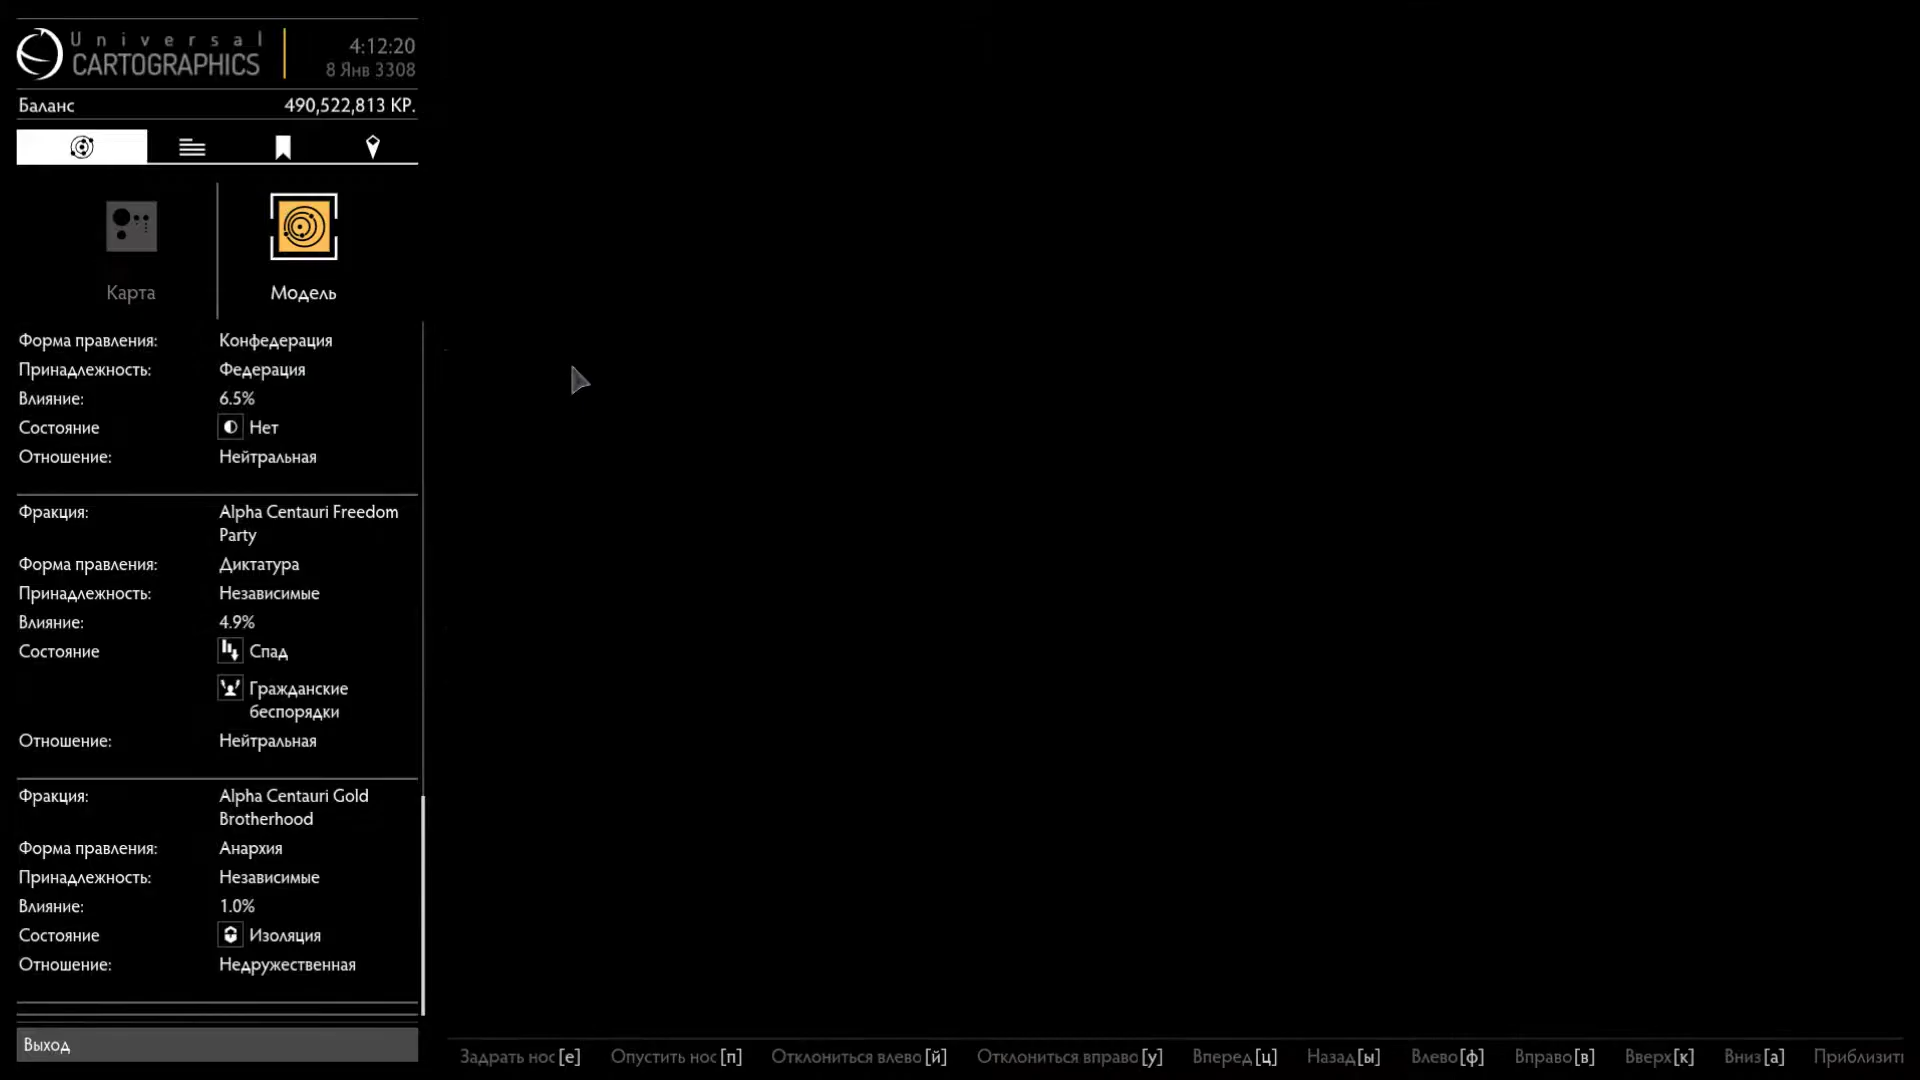 Universal
CARTOGRAPHICS
4:12:20
8 Янв 3308
Баланс 490,522,813 КР.
Карта Модель
Форма правления: Конфедерация
Принадлежность: Федерация
Влияние: 6.5%
Состояние Нет
Отношение: Нейтральная
Фракция: Alpha Centauri Freedom
Party
Форма правления: Диктатура
Принадлежность: Независимые
Влияние: 4.9%
Состояние Спад
Гражданские
беспорядки
Отношение: Нейтральная
Фракция: Alpha Centauri Gold
Brotherhood
Форма правления: Анархия
Принадлежность: Независимые
Влияние: 1.0%
Состояние Изоляция
Отношение: Недружественная
Выход
Задрать нос[е] Опустить нос[п] Отклониться влево[й] Отклониться вправо[у] Вперед[ц] Назад[ы] Влево[ф] Вправо[в] Вверх[к] Вниз[а] Приблизить